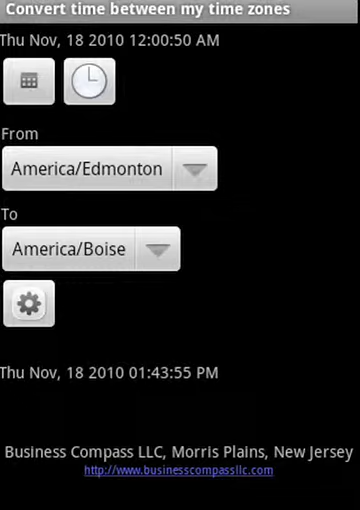 Convert time between my time zones
Thu Nov, 18 2010 12:00:50 AM
From
America/Edmonton
To
America/Boise
Thu Nov, 18 2010 01:43:55 PM
Business Compass LLC, Morris Plains, New Jersey
http://www.businesscompassllc.com